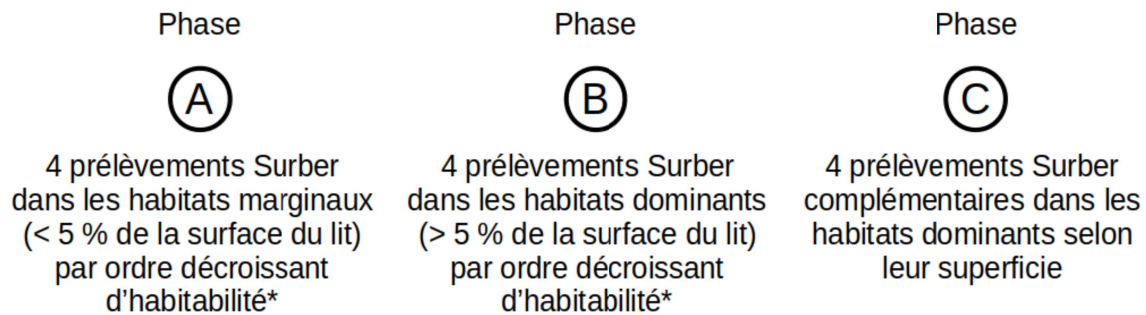 Phase
A
4 prélèvements Surber
dans les habitats marginaux
(< 5 % de la surface du lit)
par ordre décroissant
d’habitabilité*
Phase
B
4 prélèvements Surber
dans les habitats dominants
(> 5 % de la surface du lit)
par ordre décroissant
d’habitabilité*
Phase
C
4 prélèvements Surber
complémentaires dans les
habitats dominants selon
leur superficie